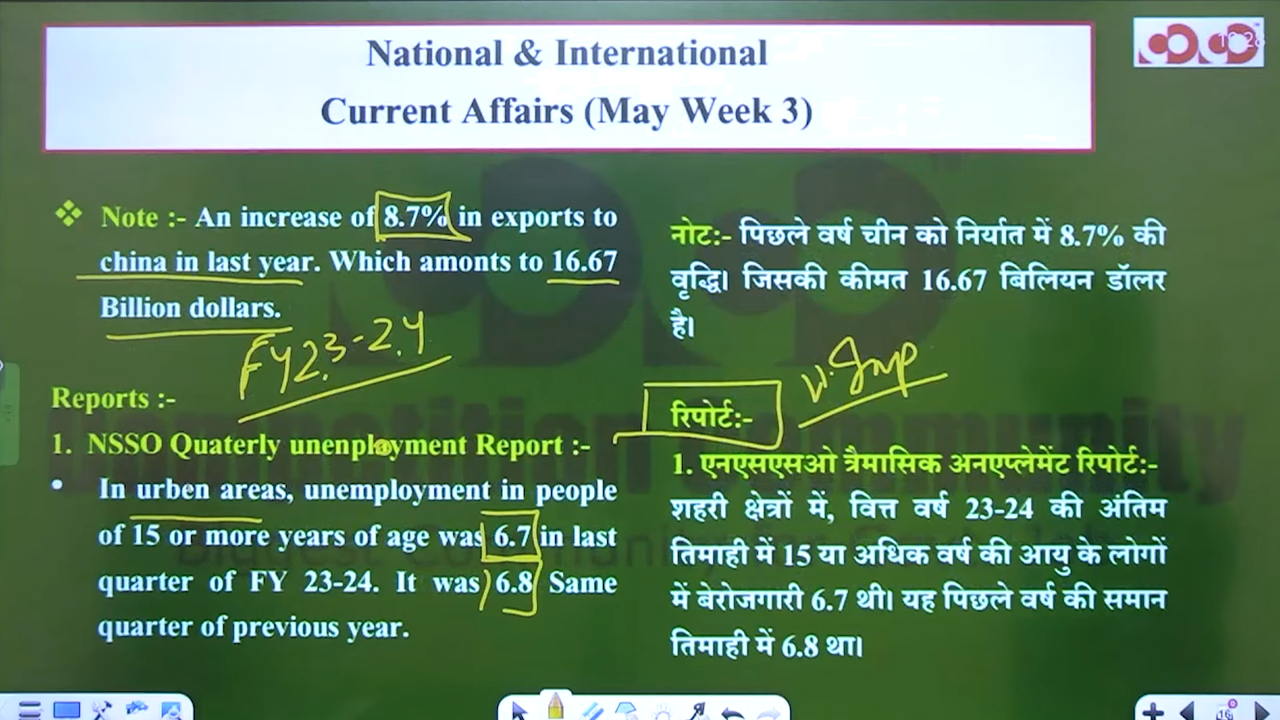 National & International
Current Affairs (May Week 3)
Note :- An increase of 8.7% in exports to
china in last year. Which amonts to 16.67
Billion dollars.
FY23-24
Reports :-
1. NSSO Quaterly unenployment Report :-
• In urben areas, unemployment in people
of 15 or more years of age was 6.7 in last
quarter of FY 23-24. It was 6.8 Same
quarter of previous year.
नोटः- पिछले वर्ष चीन को निर्यात में 8.7% की
वृद्धि। जिसकी कीमत 16.67 बिलियन डॉलर
है।
V. Imp
रिपोर्टः-
1. एनएसएसओ त्रैमासिक अनएप्लेमेंट रिपोर्टः-
शहरी क्षेत्रों में, वित्त वर्ष 23-24 की अंतिम
तिमाही में 15 या अधिक वर्ष की आयु के लोगों
में बेरोजगारी 6.7 थी। यह पिछले वर्ष की समान
तिमाही में 6.8 था।